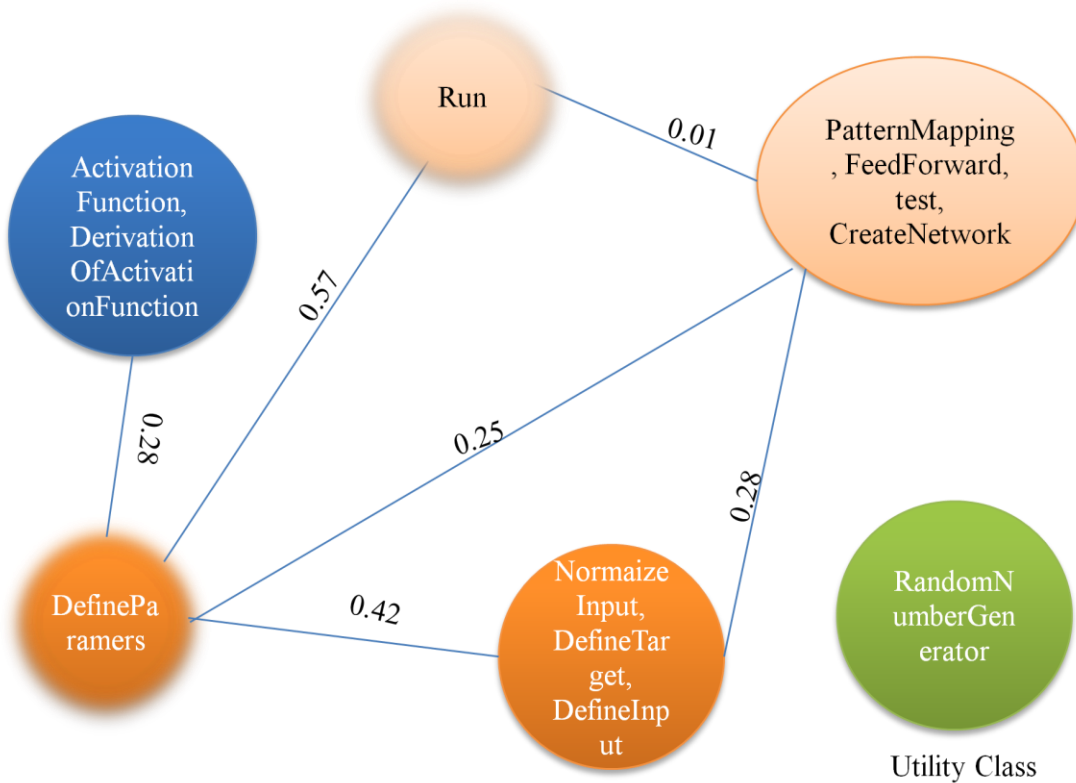 Run
0.01
PatternMapping
, FeedForward,
test,
CreateNetwork
Activation
Function,
Derivation
OfActivati
onFunction
0.57
0.28
0.25
0.28
DefinePa
ramers
0.42
Normaize
Input,
DefineTar
get,
DefineInp
ut
RandomN
umberGen
erator
Utility Class